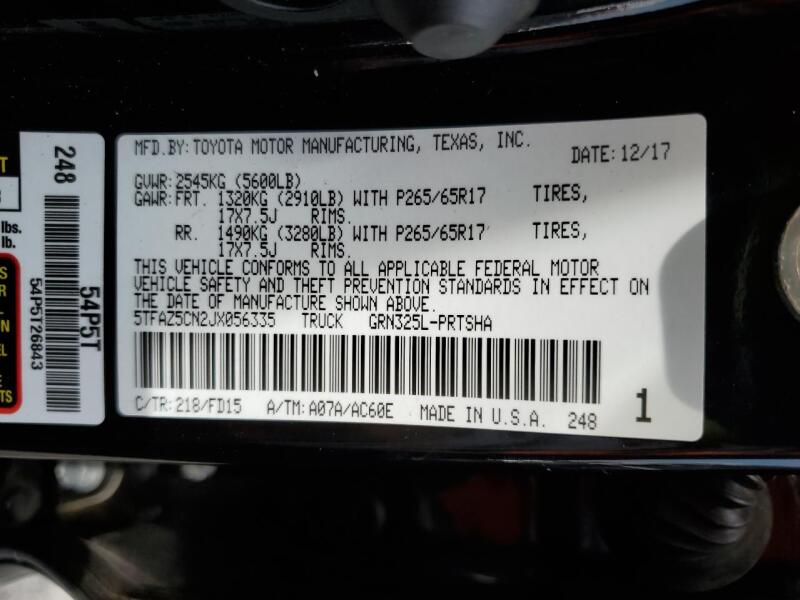 MFD.BY: TOYOTA MOTOR MANUFACTURING, TEXAS, INC.
DATE: 12/17
GVWR: 2545KG (5600LB)
GAWR: FRT. 1320KG (2910LB) WITH P265/65R17 TIRES,
17X7.5J RIMS.
RR. 1490KG (3280LB) WITH P265/65R17 TIRES,
17X7.5J RIMS.
THIS VEHICLE CONFORMS TO ALL APPLICABLE FEDERAL MOTOR
VEHICLE SAFETY AND THEFT PREVENTION STANDARDS IN EFFECT ON
THE DATE OF MANUFACTURE SHOWN ABOVE.
5TFAZ5CN2JX056335 TRUCK GRN325L-PRTSHA
C/TR: 218/FD15 A/TM: A07A/AC60E MADE IN U.S.A. 248 1
248
54P5T
54P5T26843
lbs.
lb.